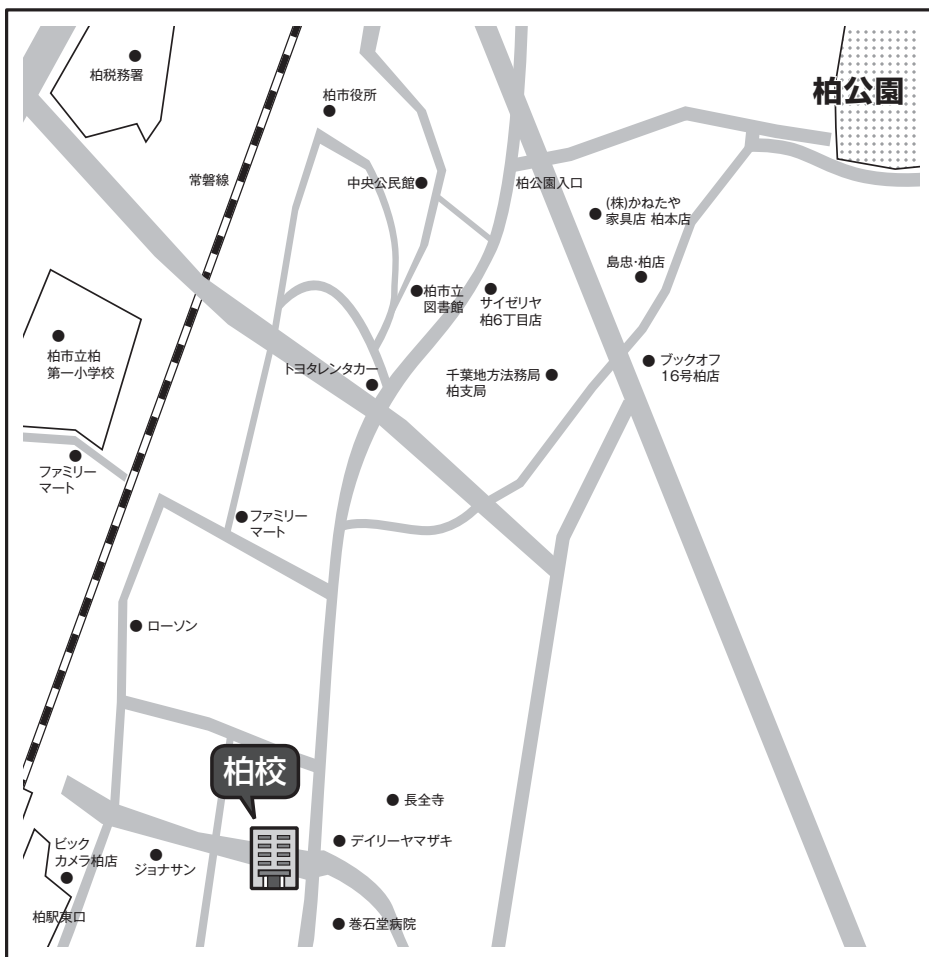 柏税務署
柏市役所
柏公園
常磐線
中央公民館
柏公園入口
(株)かねたや
家具店 柏本店
島忠・柏店
柏市立
図書館
サイゼリヤ
柏6丁目店
柏市立柏
第一小学校
トヨタレンタカー
千葉地方法務局
柏支局
ブックオフ
16号柏店
ファミリー
マート
ファミリー
マート
ローソン
柏校
長全寺
デイリーヤマザキ
ビック
カメラ柏店
ジョナサン
柏駅東口
巻石堂病院